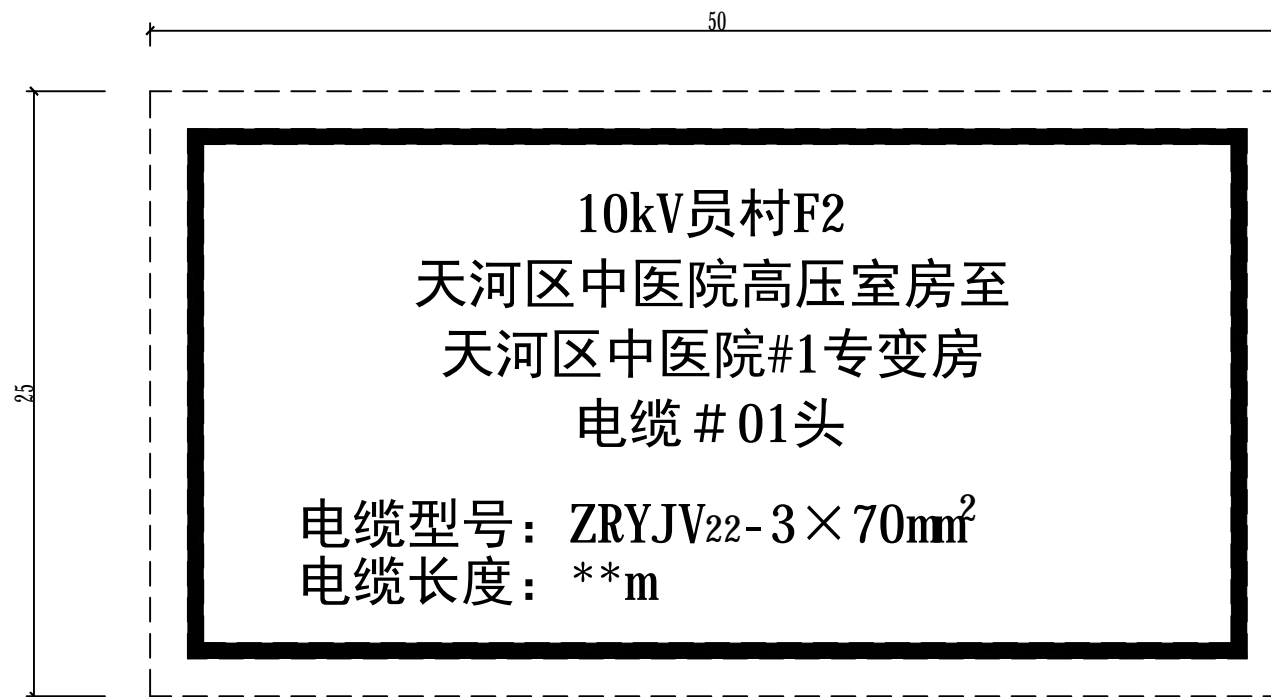 50
25
10kV员村F2
天河区中医院高压室房至
天河区中医院#1专变房
电缆＃01头
电缆型号：ZRYJV22-3×70mm²
电缆长度：**m